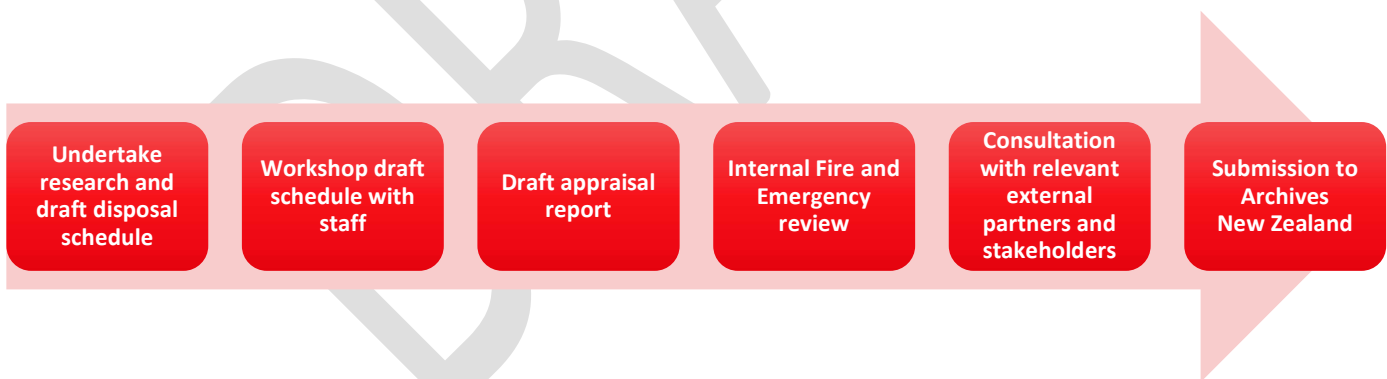 Undertake
research and
draft disposal
schedule
Workshop draft
schedule with
staff
Draft appraisal
report
Internal Fire and
Emergency
review
Consultation
with relevant
external
partners and
stakeholders
Submission to
Archives
New Zealand